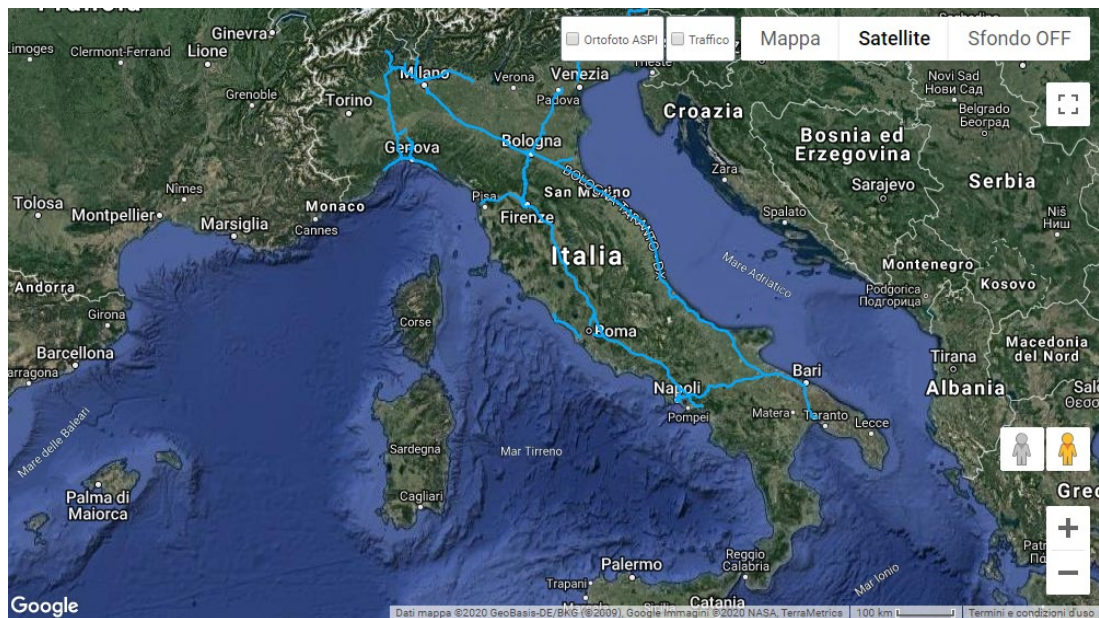 Ginevra
Limoges
Clermont-Ferrand
Lione
Ortofoto ASPI
Traffico
Mappa
Satellite
Sfondo OFF
Milano
Verona
Venezia
Trieste
Novi Sad
Нови Сад
Grenoble
Torino
Padova
Croazia
Belgrado
Београд
Bologna
Genova
Bosnia ed
Erzegovina
BOLOGNA-TARANTO - DX
Zara
Nîmes
Pisa
San Marino
Sarajevo
Serbia
Tolosa
Montpellier
Marsiglia
Monaco
Cannes
Firenze
Spalato
Niš
Ниш
Italia
Mare Adriatico
Montenegro
Kosovo
Andorra
Podgorica
Подгорица
Girona
Corse
Roma
Macedonia
del Nord
Barcellona
Tirana
Bari
Napoli
Albania
Pompei
Matera
Taranto
Lecce
Mare delle Baleari
Sardegna
Mar Tirreno
Palma di
Maiorca
Cagliari
Palermo
Reggio
Calabria
Trapani
Mar Ionio
Catania
Google
Dati mappa ©2020 GeoBasis-DE/BKG (©2009), Google Immagini ©2020 NASA, TerraMetrics
100 km
Termini e condizioni d'uso